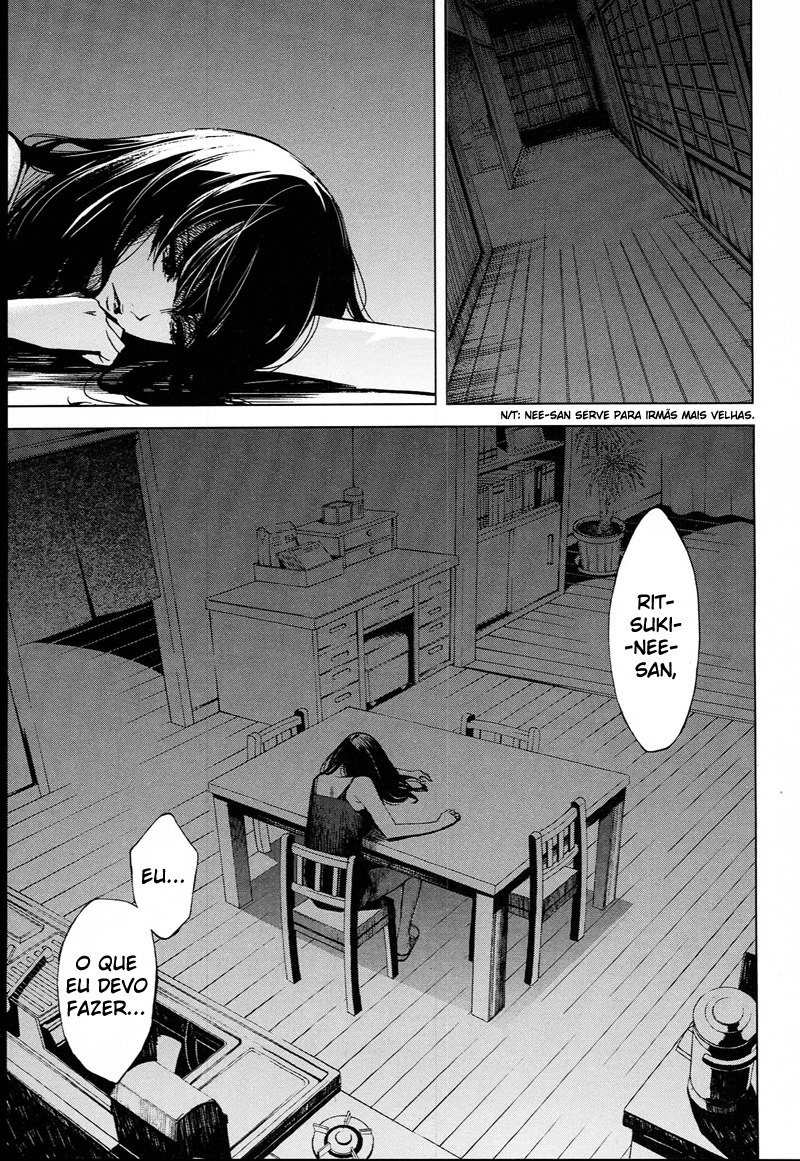 N/T: NEE-SAN SERVE PARA IRMÃS MAIS VELHAS.
RIT-
SUKI-
-NEE-
SAN,
EU...
O QUE
EU DEVO
FAZER...